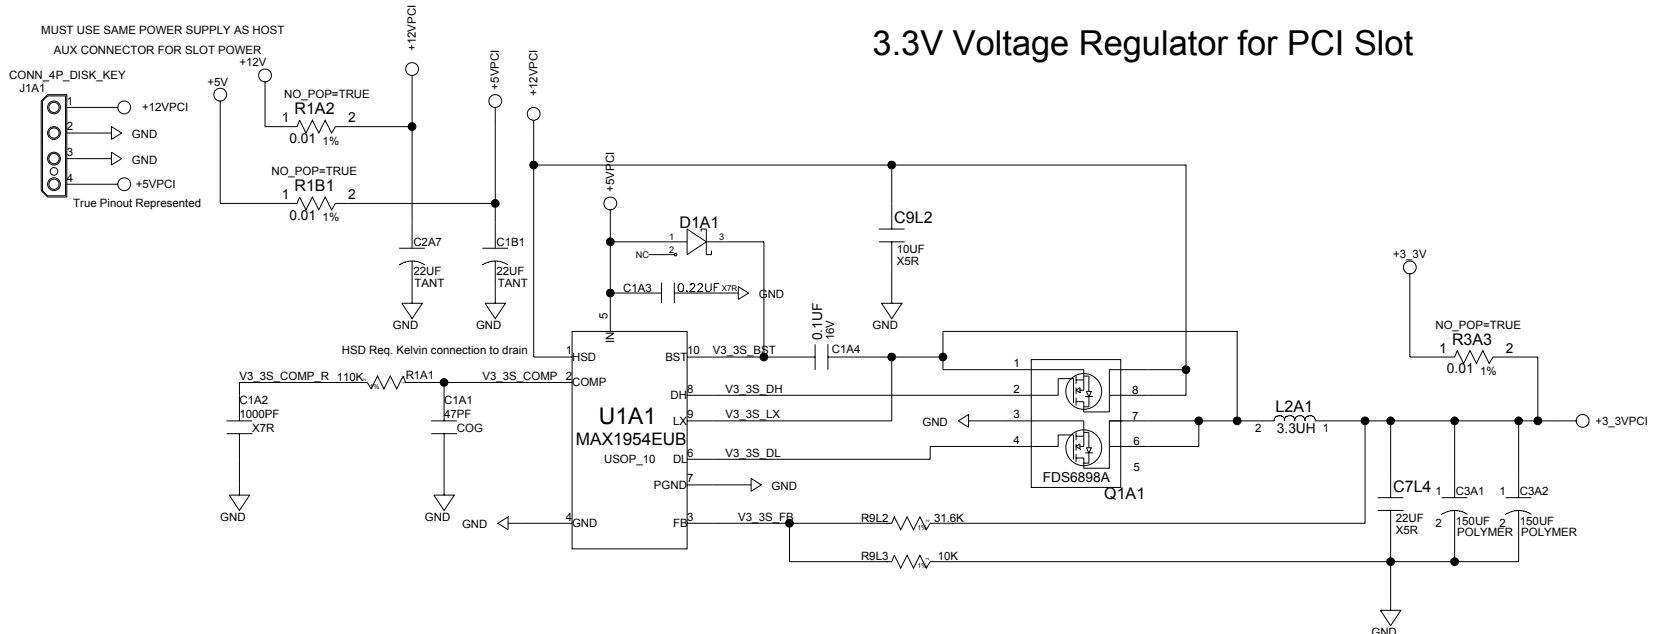 3.3V Voltage Regulator for PCI Slot
MUST USE SAME POWER SUPPLY AS HOST
AUX CONNECTOR FOR SLOT POWER
CONN_4P_DISK_KEY
J1A1
1
+12VPCI
2
GND
3
GND
4
+5VPCI
True Pinout Represented
+5V
+12V
NO_POP=TRUE
R1A2
1 2
0.01 1%
NO_POP=TRUE
R1B1
1 2
0.01 1%
+12VPCI
+5VPCI
+12VPCI
+5VPCI
C2A7
22UF
TANT
GND
C1B1
22UF
TANT
GND
D1A1
1 3
NC 2
C1A3 0.22UF X7R GND
C9L2
10UF
X5R
GND
0.1UF
16V
C1A4
HSD Req. Kelvin connection to drain
V3_3S_COMP_R 110K 1% R1A1 V3_3S_COMP
C1A2
1000PF
X7R
GND
C1A1
47PF
COG
GND
5
IN
1 HSD
2 COMP
4 GND
GND
U1A1
MAX1954EUB
USOP_10
BST 10 V3_3S_BST
DH 8 V3_3S_DH
LX 9 V3_3S_LX
DL 6 V3_3S_DL
PGND 7 GND
FB 3 V3_3S_FB
R9L2 1% 31.6K
R9L3 1% 10K
GND
1
2
3
4
8
7
6
5
FDS6898A
Q1A1
L2A1
2 3.3UH 1
+3_3V
NO_POP=TRUE
R3A3
1 2
0.01 1%
+3_3VPCI
C7L4
22UF
X5R
1 C3A1
2 150UF
POLYMER
1 C3A2
2 150UF
POLYMER
GND